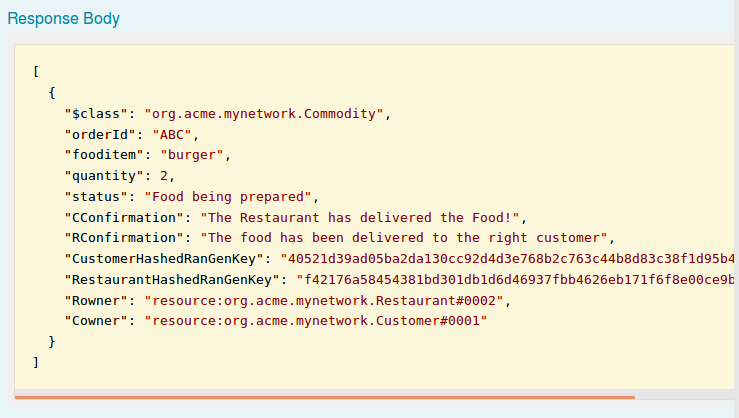 Response Body
[
{
"$class": "org.acme.mynetwork.Commodity",
"orderId": "ABC",
"fooditem": "burger",
"quantity": 2,
"status": "Food being prepared",
"CConfirmation": "The Restaurant has delivered the Food!",
"RConfirmation": "The food has been delivered to the right customer",
"CustomerHashedRanGenKey": "40521d39ad05ba2da130cc92d4d3e768b2c763c44b8d83c38f1d95b4
"RestaurantHashedRanGenKey": "f42176a58454381bd301db1d6d46937fbb4626eb171f6f8e00ce9b
"Rowner": "resource:org.acme.mynetwork.Restaurant#0002",
"Cowner": "resource:org.acme.mynetwork.Customer#0001"
}
]